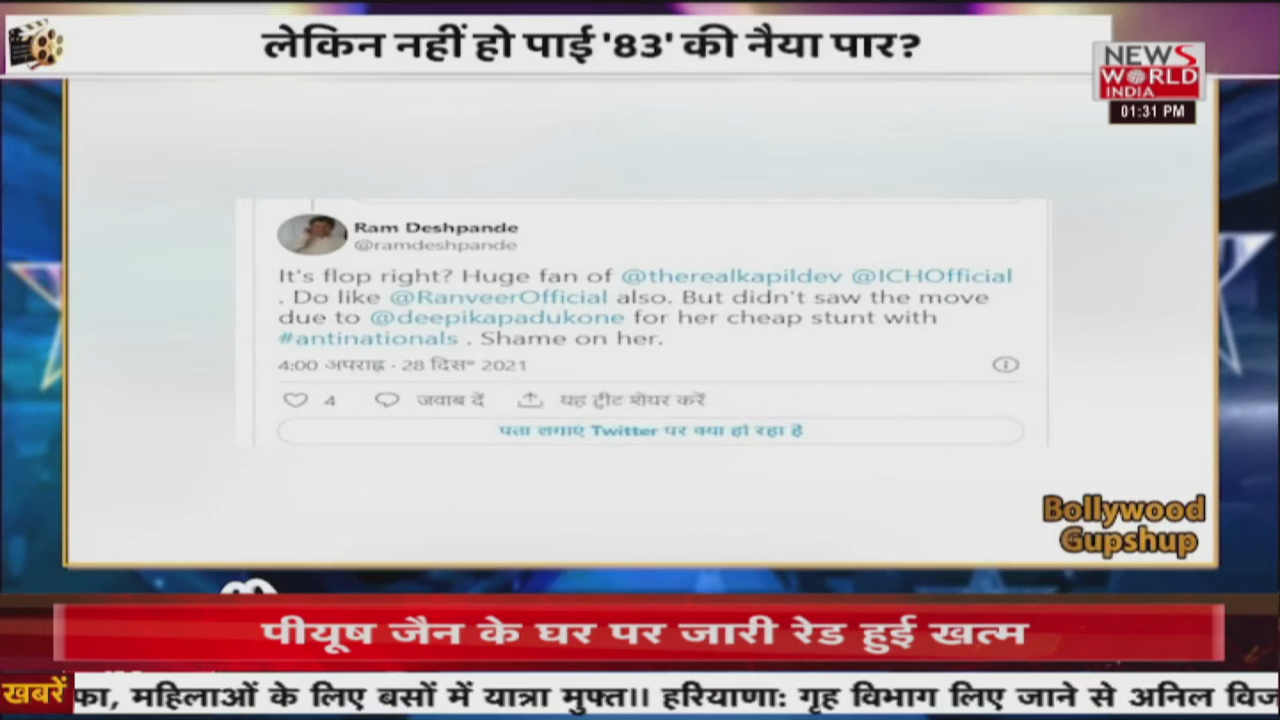 लेकिन नहीं हो पाई '83' की नैया पार?
NEWS
WORLD
INDIA
01:31 PM
Ram Deshpande
@ramdeshpande
It's flop right? Huge fan of @therealkapildev @ICHOfficial
. Do like @RanveerOfficial also. But didn't saw the move
due to @deepikapadukone for her cheap stunt with
#antinationals . Shame on her.
4:00 अपराह्न · 28 दिस॰ 2021
4 जवाब दें यह ट्वीट शेयर करें
पता लगाएं Twitter पर क्या हो रहा है
Bollywood
Gupshup
पीयूष जैन के घर पर जारी रेड हुई खत्म
खबरें फा, महिलाओं के लिए बसों में यात्रा मुफ्त।। हरियाणा: गृह विभाग लिए जाने से अनिल विज